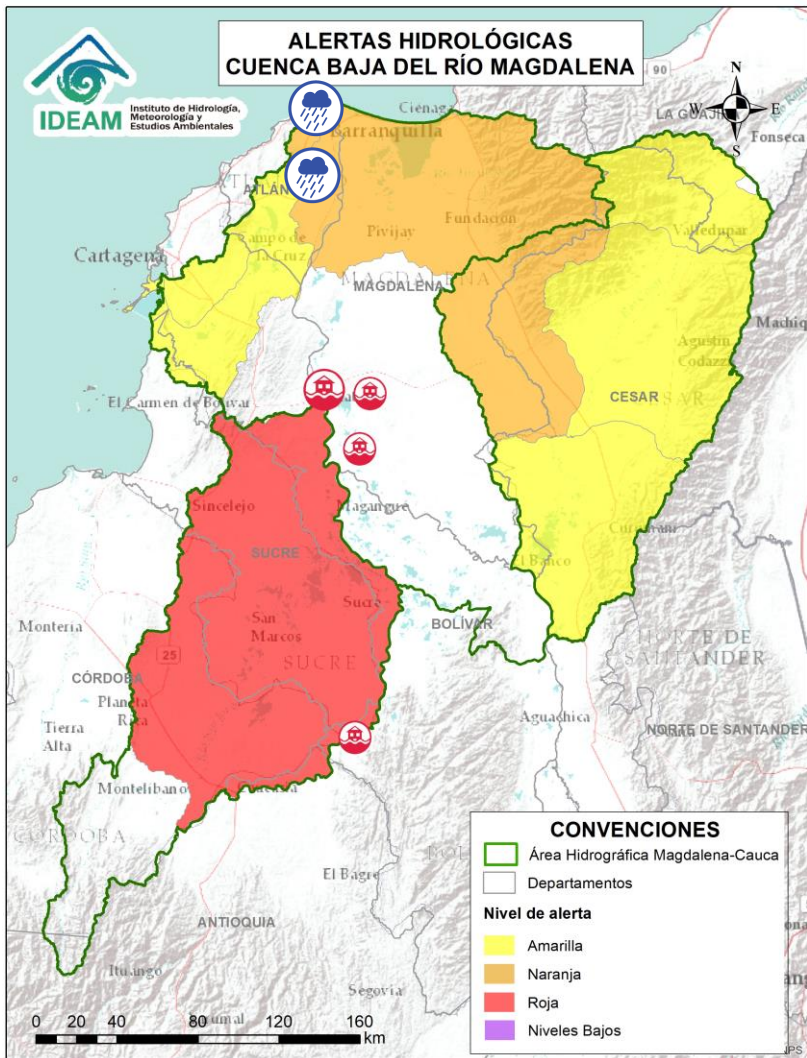 ALERTAS HIDROLÓGICAS
CUENCA BAJA DEL RÍO MAGDALENA
IDEAM
Instituto de Hidrología,
Meteorología y
Estudios Ambientales
90
N
W
E
S
Ciénaga
LA GUAJIRA
Fonseca
Barranquilla
Fundación
Valledupar
Pivijay
Campo de
la Cruz
Cartagena
MAGDALENA
MAGDALENA
Agustín
Codazzi
El Carmen de Bolívar
CESAR
Sincelejo
Magangué
SUCRE
El Banco
Sucre
San
Marcos
BOLÍVAR
Montería
25
SUCRE
NORTE DE
SANTANDER
CÓRDOBA
Planeta
Rica
Aguachica
Tierra
Alta
NORTE DE SANTANDER
Montelíbano
CÓRDOBA
El Bagre
ANTIOQUIA
Ituango
Segovia
0 20 40 80 120 160
km
CONVENCIONES
Área Hidrográfica Magdalena-Cauca
Departamentos
Nivel de alerta
Amarilla
Naranja
Roja
Niveles Bajos